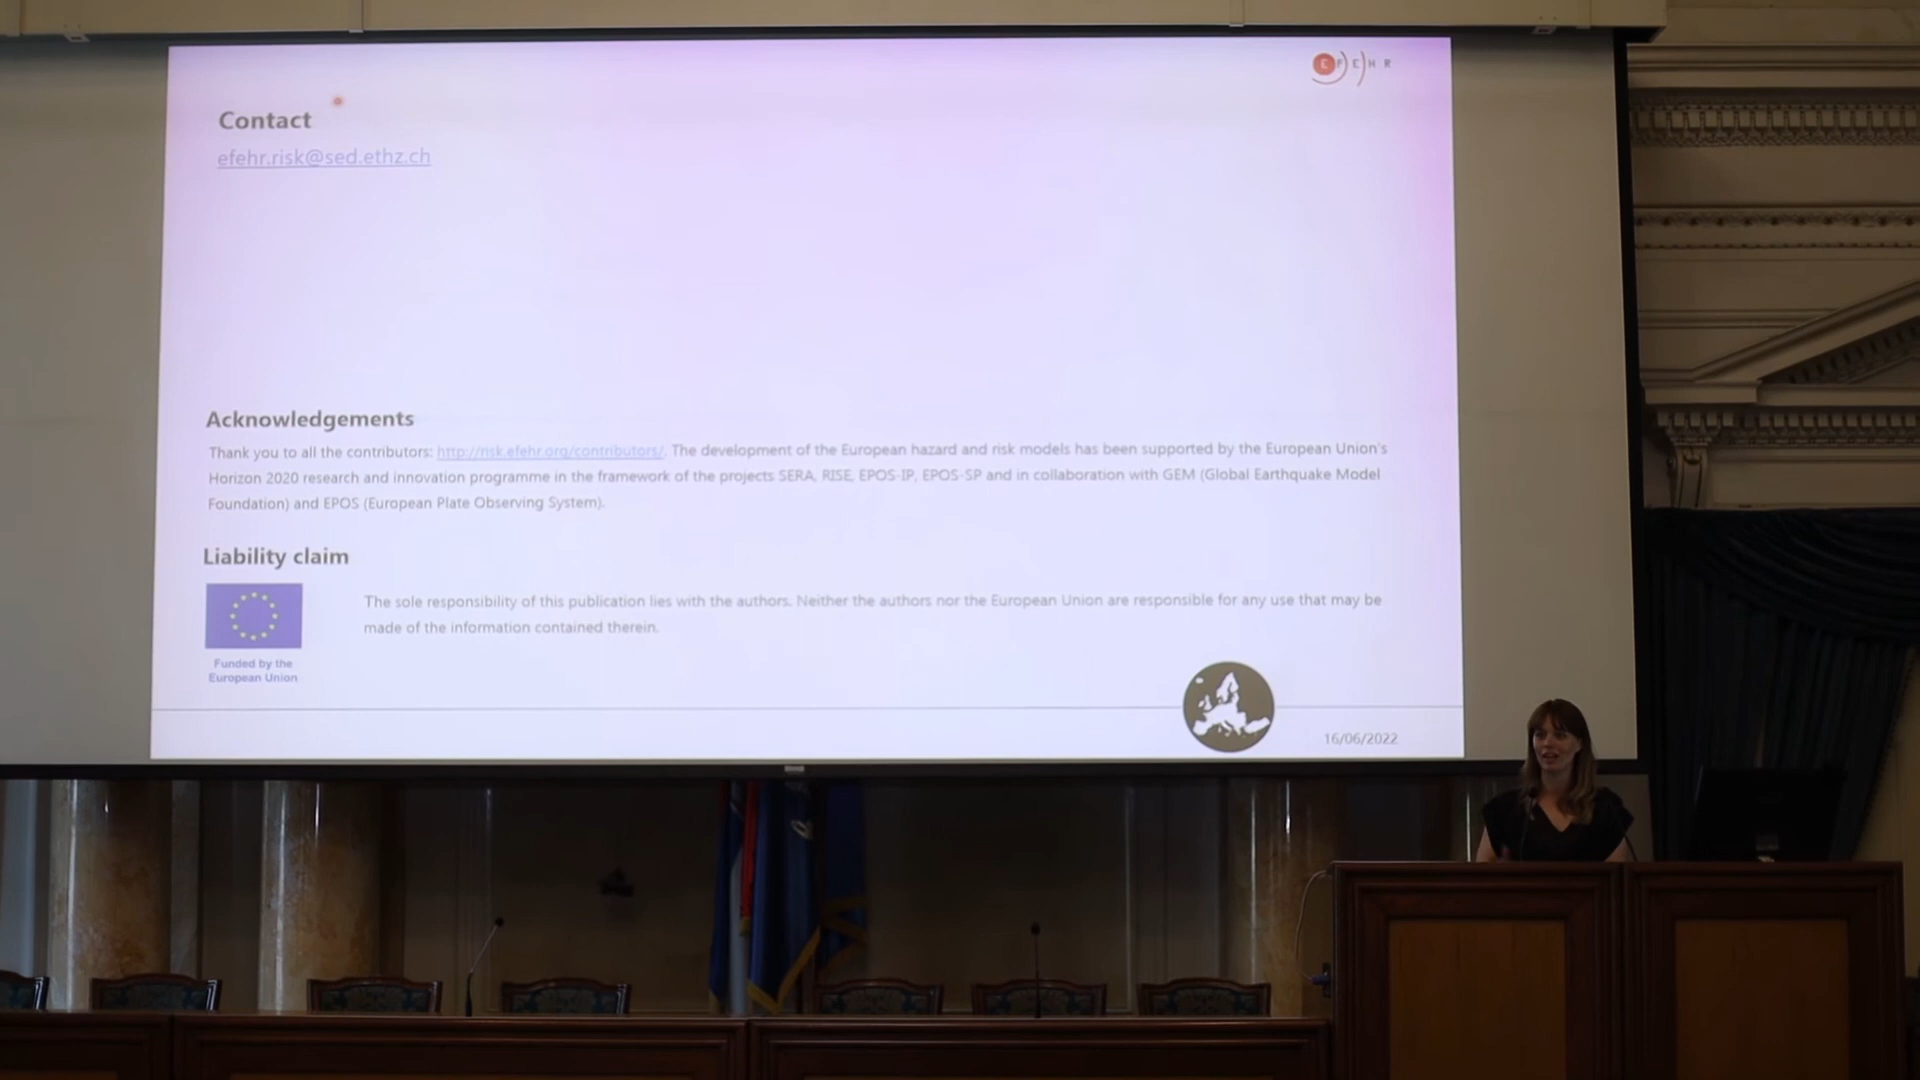 EFEHR
Contact
efehr.risk@sed.ethz.ch
Acknowledgements
Thank you to all the contributors: http://risk.efehr.org/contributors/. The development of the European hazard and risk models has been supported by the European Union's
Horizon 2020 research and innovation programme in the framework of the projects SERA, RISE, EPOS-IP, EPOS-SP and in collaboration with GEM (Global Earthquake Model
Foundation) and EPOS (European Plate Observing System).
Liability claim
The sole responsibility of this publication lies with the authors. Neither the authors nor the European Union are responsible for any use that may be
made of the information contained therein.
Funded by the
European Union
16/06/2022